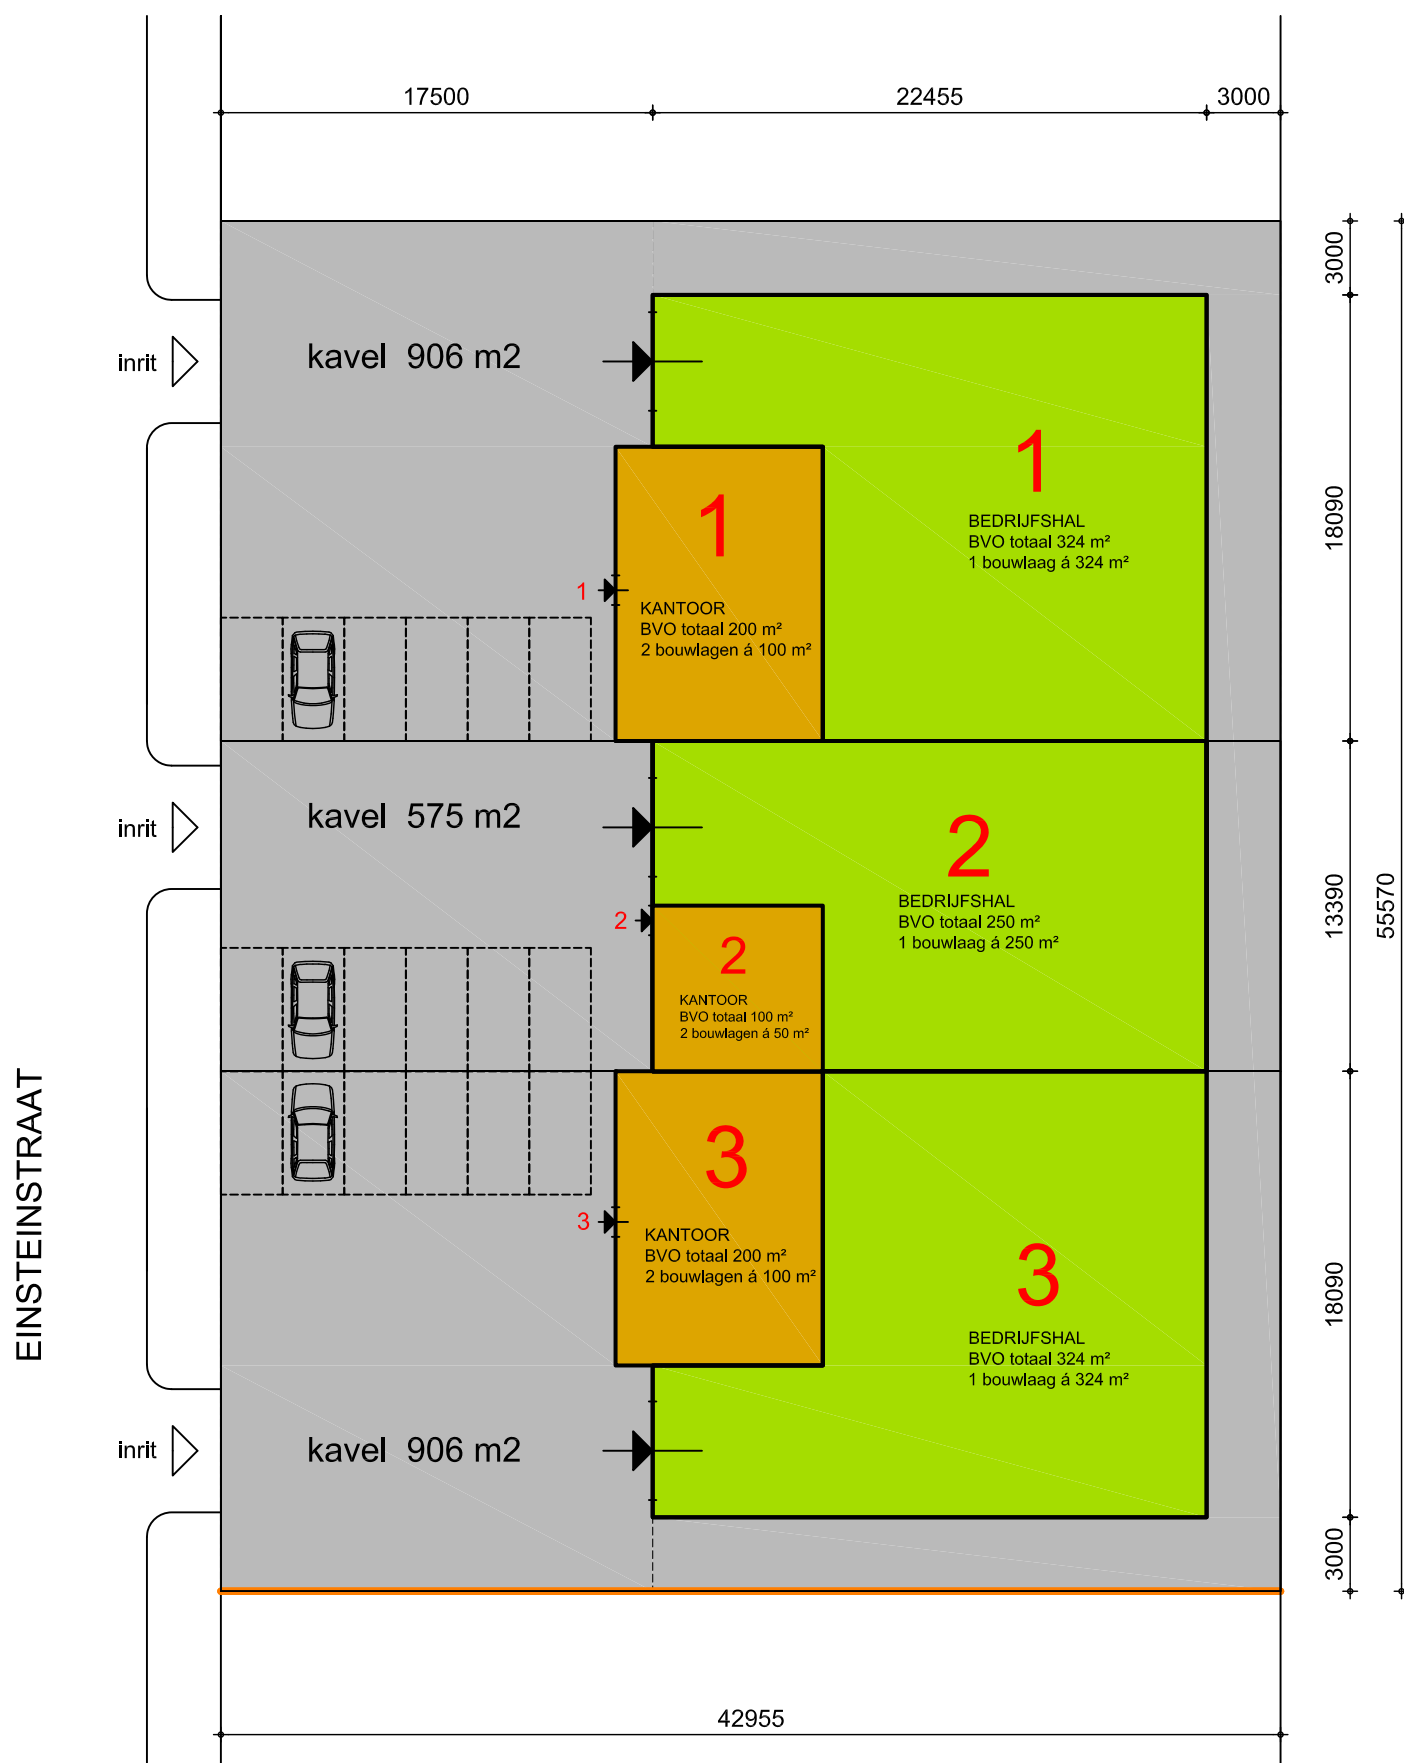 17500
22455
3000
3000
inrit
kavel 906 m2
1
BEDRIJFSHAL
BVO totaal 324 m²
1 bouwlaag á 324 m²
18090
1
1
KANTOOR
BVO totaal 200 m²
2 bouwlagen á 100 m²
inrit
kavel 575 m2
2
BEDRIJFSHAL
BVO totaal 250 m²
1 bouwlaag á 250 m²
13390
55570
2
2
KANTOOR
BVO totaal 100 m²
2 bouwlagen á 50 m²
EINSTEINSTRAAT
3
3
KANTOOR
BVO totaal 200 m²
2 bouwlagen á 100 m²
3
BEDRIJFSHAL
BVO totaal 324 m²
1 bouwlaag á 324 m²
18090
inrit
kavel 906 m2
3000
42955